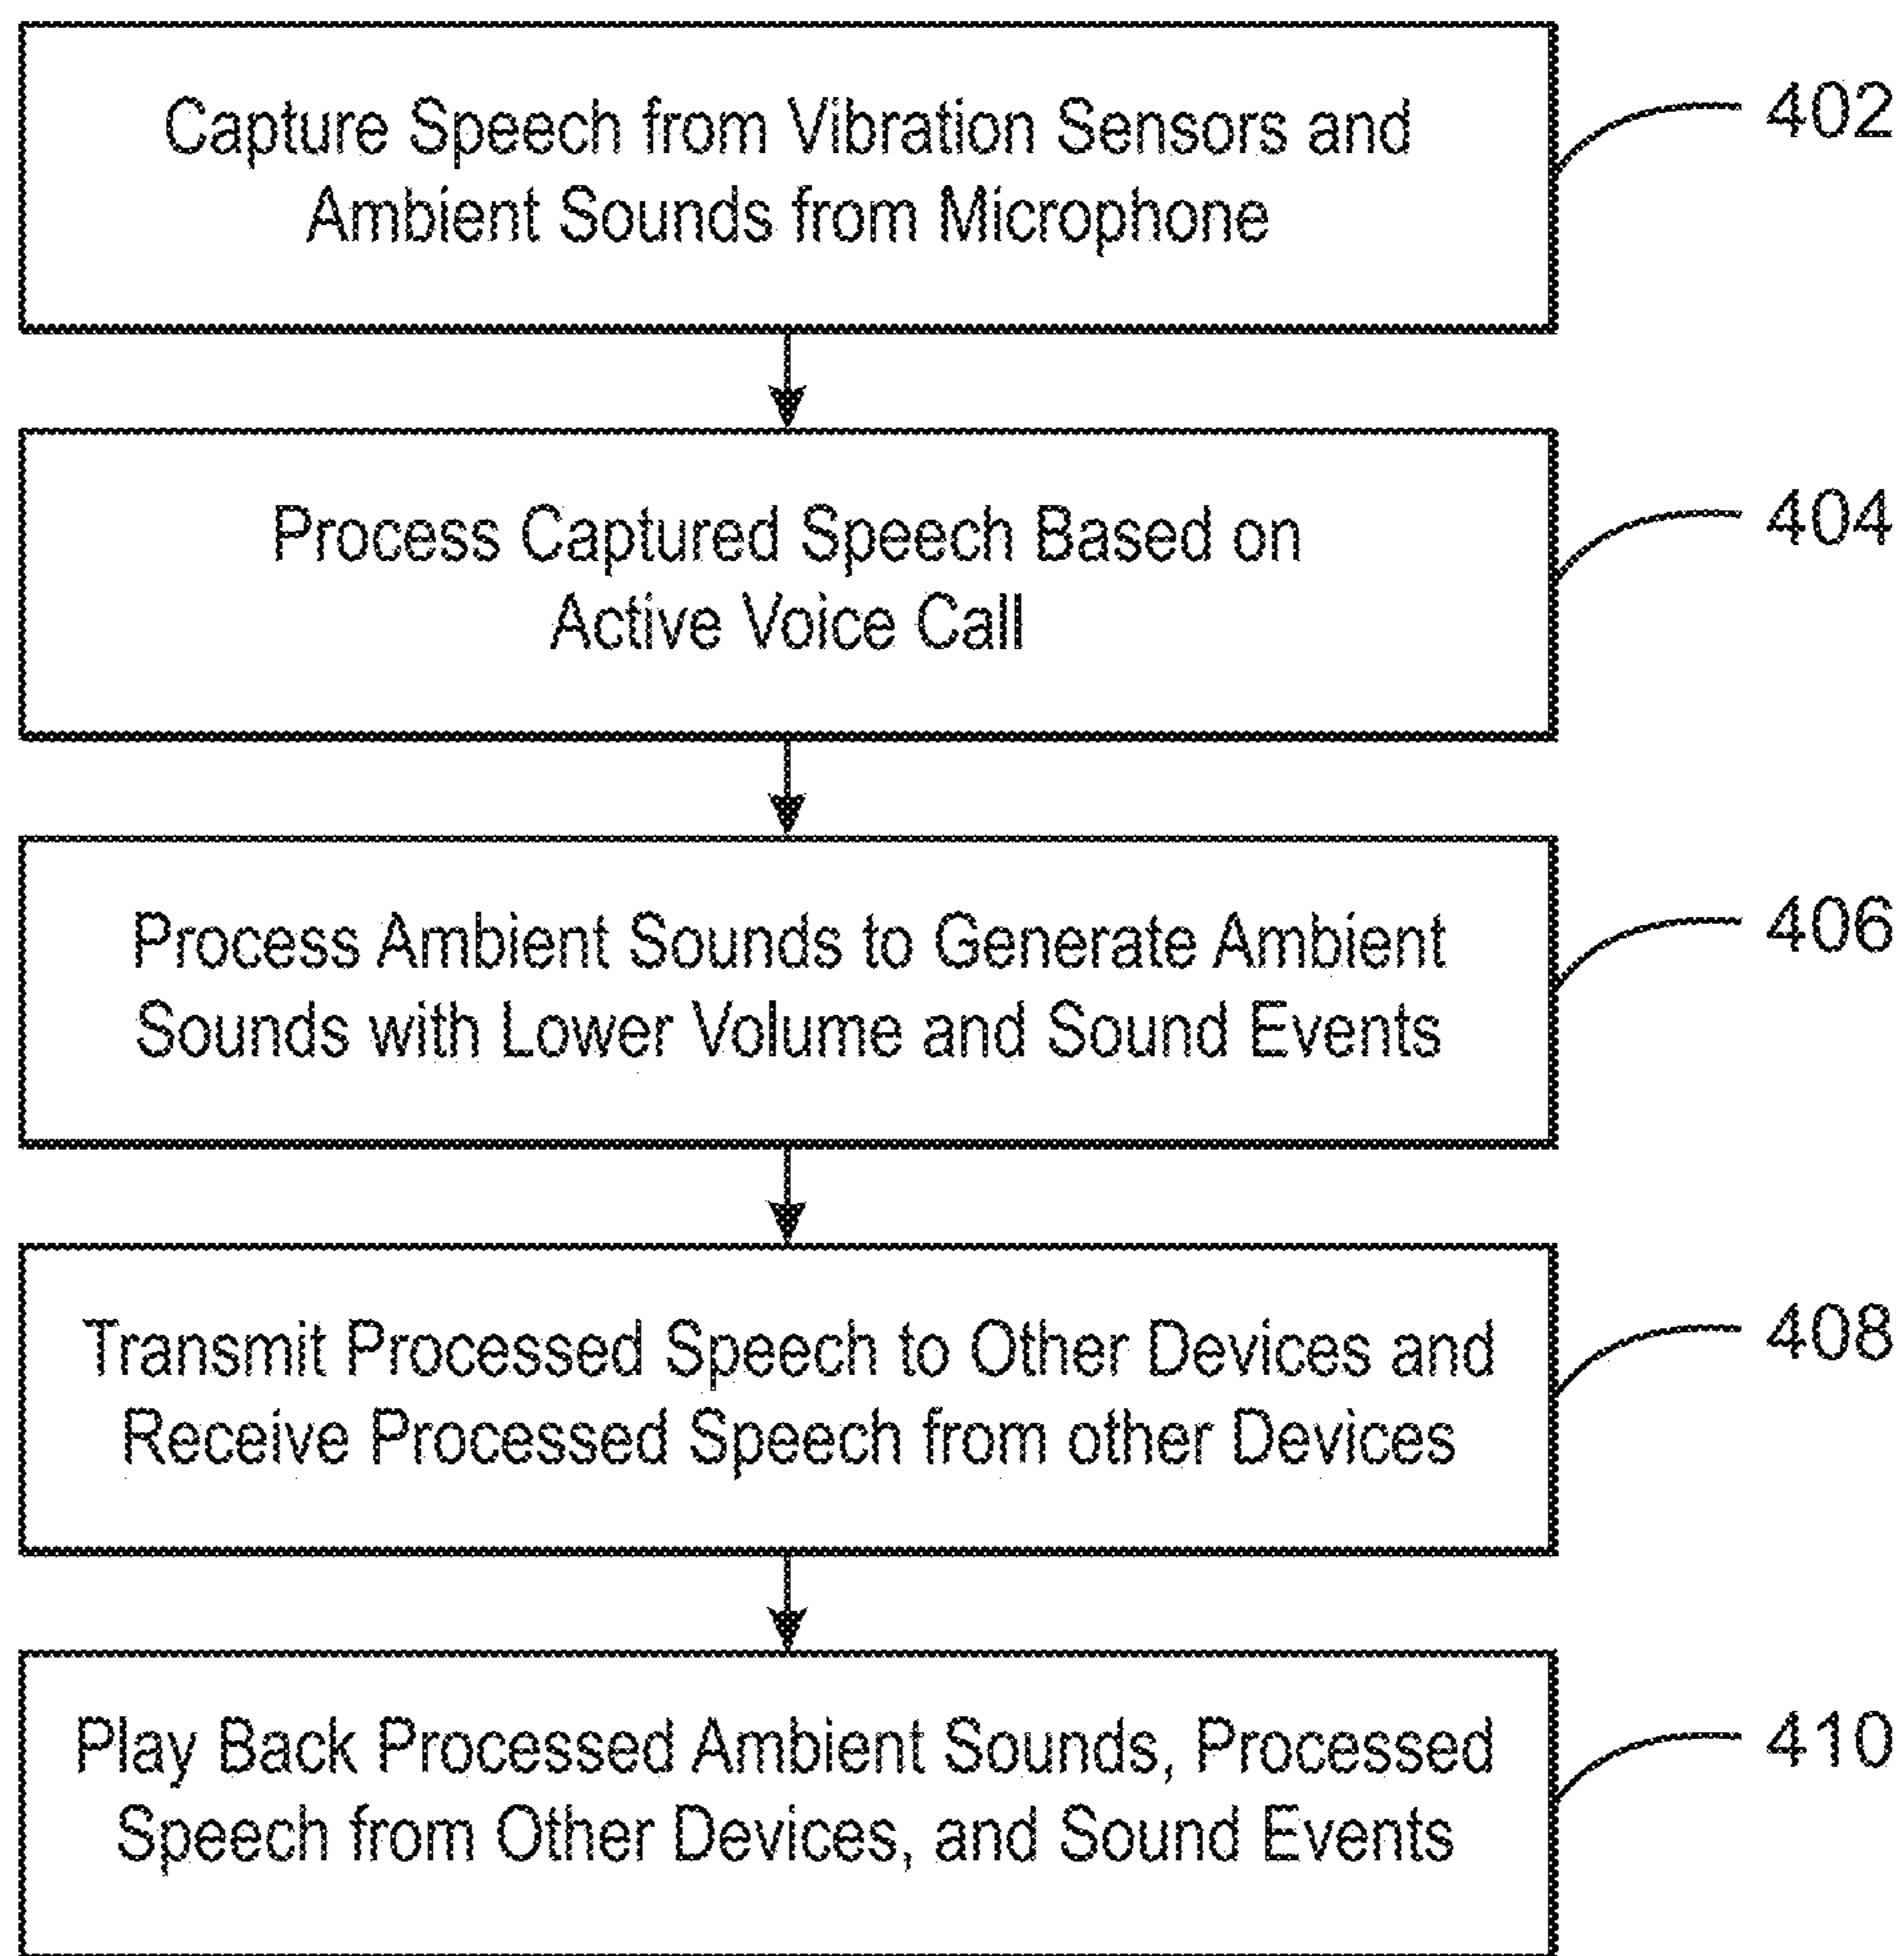 Capture Speech from Vibration Sensors and
Ambient Sounds from Microphone
402
Process Captured Speech Based on
Active Voice Call
404
Process Ambient Sounds to Generate Ambient
Sounds with Lower Volume and Sound Events
406
Transmit Processed Speech to Other Devices and
Receive Processed Speech from other Devices
408
Play Back Processed Ambient Sounds, Processed
Speech from Other Devices, and Sound Events
410